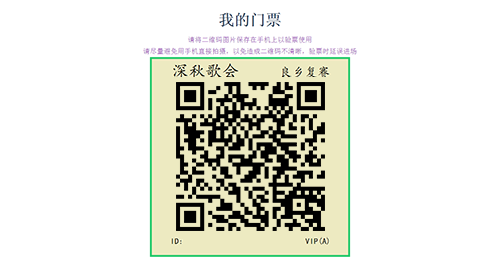 我的门票
请将二维码图片保存在手机上以验票使用
请尽量避免用手机直接拍摄，以免造成二维码不清晰，验票时延误进场
深秋歌会 良乡复赛
ID: VIP(A)